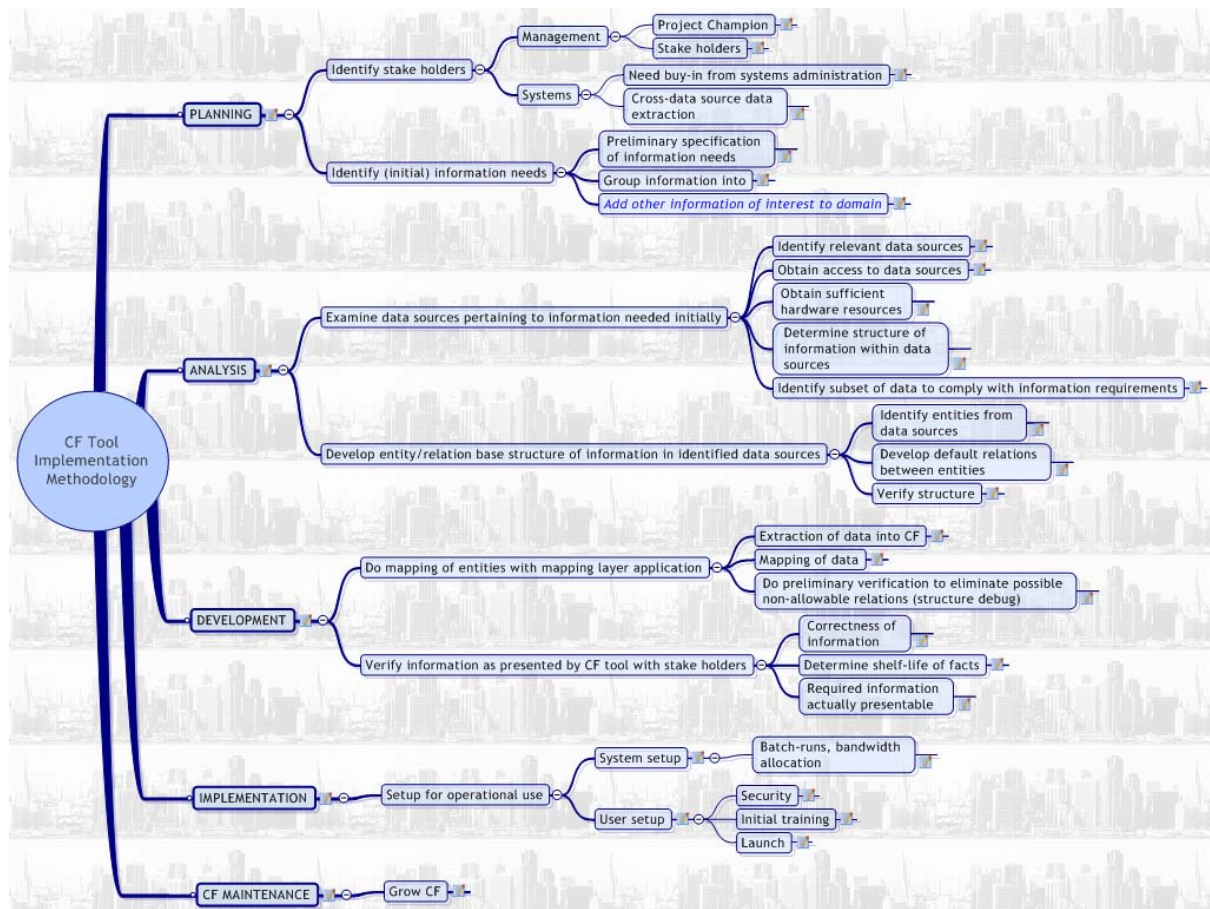 Project Champion
Management
Stake holders
Identify stake holders
Need buy-in from systems administration
Systems
Cross-data source data
extraction
PLANNING
Preliminary specification
of information needs
Identify (initial) information needs
Group information into
Add other information of interest to domain
Identify relevant data sources
Obtain access to data sources
Obtain sufficient
hardware resources
Examine data sources pertaining to information needed initially
Determine structure of
information within data
sources
ANALYSIS
Identify subset of data to comply with information requirements
Identify entities from
data sources
CF Tool
Implementation
Methodology
Develop entity/relation base structure of information in identified data sources
Develop default relations
between entities
Verify structure
Extraction of data into CF
Do mapping of entities with mapping layer application
Mapping of data
Do preliminary verification to eliminate possible
non-allowable relations (structure debug)
DEVELOPMENT
Correctness of
information
Verify information as presented by CF tool with stake holders
Determine shelf-life of facts
Required information
actually presentable
System setup
Batch-runs, bandwidth
allocation
IMPLEMENTATION
Setup for operational use
Security
User setup
Initial training
Launch
CF MAINTENANCE
Grow CF